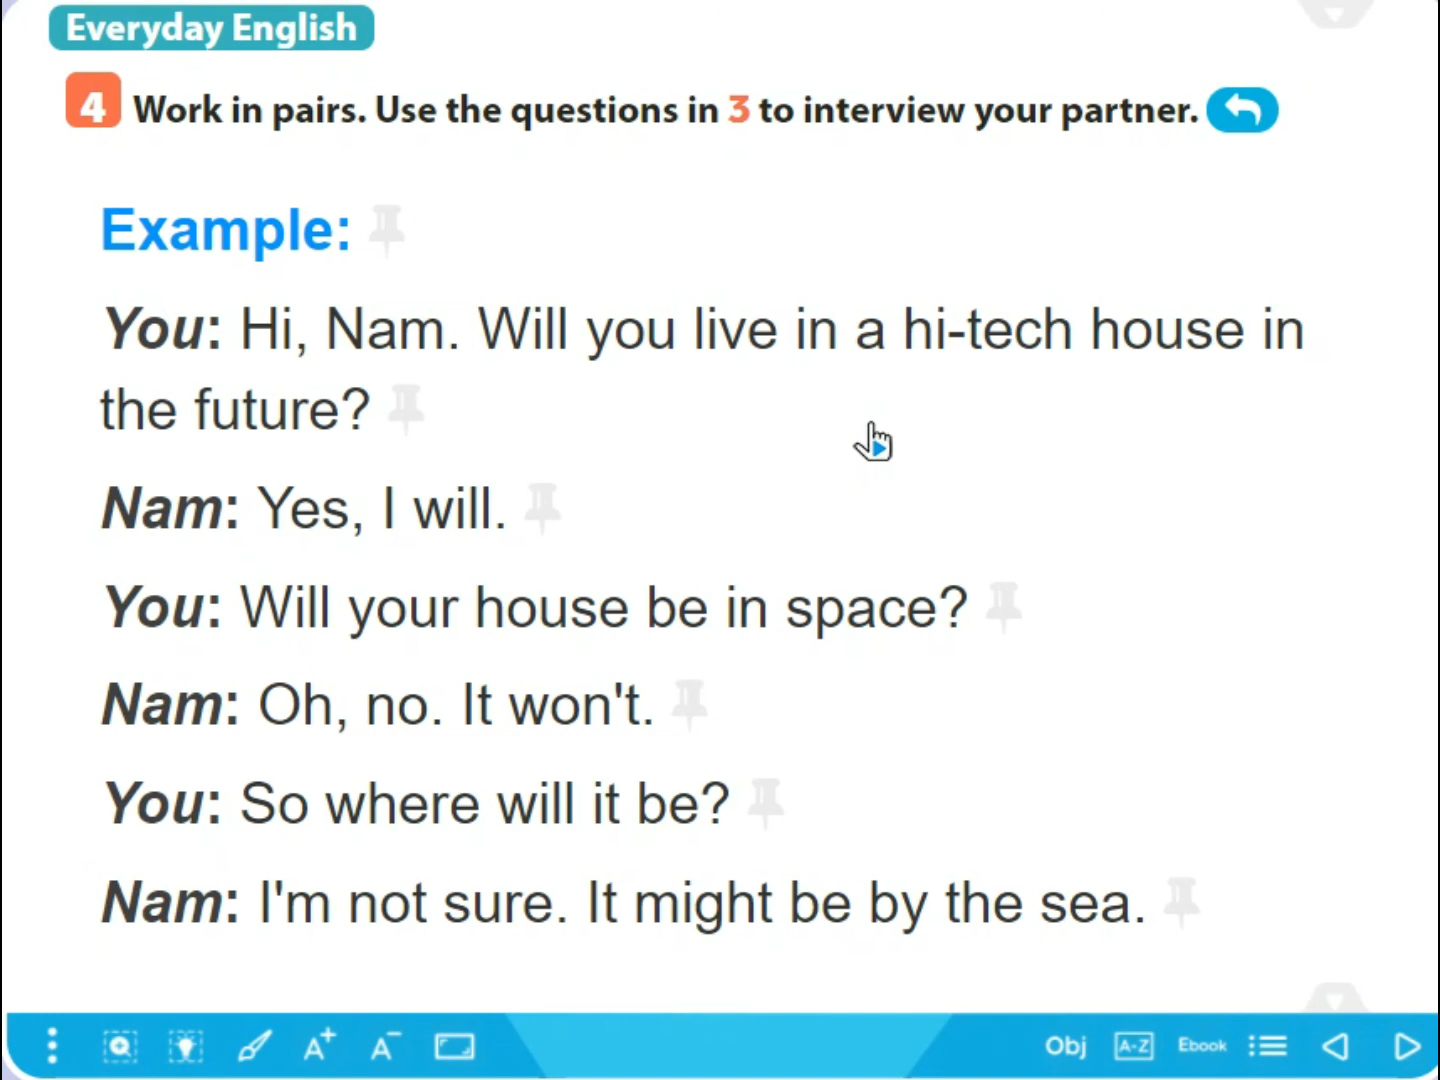 Everyday English
4 Work in pairs. Use the questions in 3 to interview your partner.
Example:
You: Hi, Nam. Will you live in a hi-tech house in
the future?
Nam: Yes, I will.
You: Will your house be in space?
Nam: Oh, no. It won't.
You: So where will it be?
Nam: I'm not sure. It might be by the sea.
A+ A- Obj A-Z Ebook